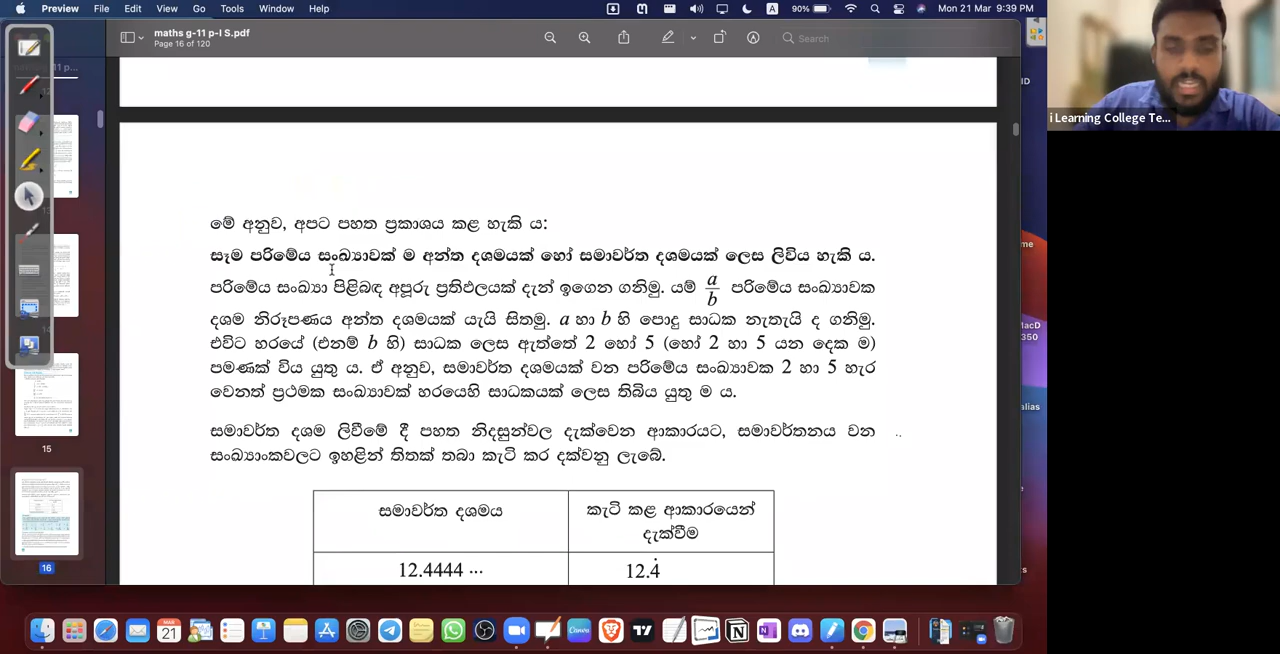 Preview File Edit View Go Tools Window Help
90% Mon 21 Mar 9:39 PM
maths g-11 p-I S.pdf
Page 16 of 120
Search
i Learning College Te...
මේ අනුව, අපට පහත ප්‍රකාශය කළ හැකි ය:
සෑම පරිමේය සංඛ්‍යාවක් ම අන්ත දශමයක් හෝ සමාවර්ත දශමයක් ලෙස ලිවිය හැකි ය.
පරිමේය සංඛ්‍යා පිළිබඳ අපූරු ප්‍රතිඵලයක් දැන් ඉගෙන ගනිමු. යම් a/b පරිමේය සංඛ්‍යාවක
දශම නිරූපණය අන්ත දශමයක් යැයි සිතමු. a හා b හි පොදු සාධක නැතැයි ද ගනිමු.
එවිට හරයේ (එනම් b හි) සාධක ලෙස ඇත්තේ 2 හෝ 5 (හෝ 2 හා 5 යන දෙක ම)
පමණක් විය යුතු ය. ඒ අනුව, සමාවර්ත දශමයක් වන පරිමේය සංඛ්‍යාවක 2 හා 5 හැර
වෙනත් ප්‍රථමක සංඛ්‍යාවක් හරයෙහි සාධකයක් ලෙස තිබිය යුතු ම ය.
සමාවර්ත දශම ලිවීමේ දී පහත නිදසුන්වල දැක්වෙන ආකාරයට, සමාවර්තනය වන
සංඛ්‍යාංකවලට ඉහළින් තිතක් තබා කැටි කර දක්වනු ලැබේ.
සමාවර්ත දශමය
කැටි කළ ආකාරයෙන්
දැක්වීම
12.4444 ···
12.4̇
15
16